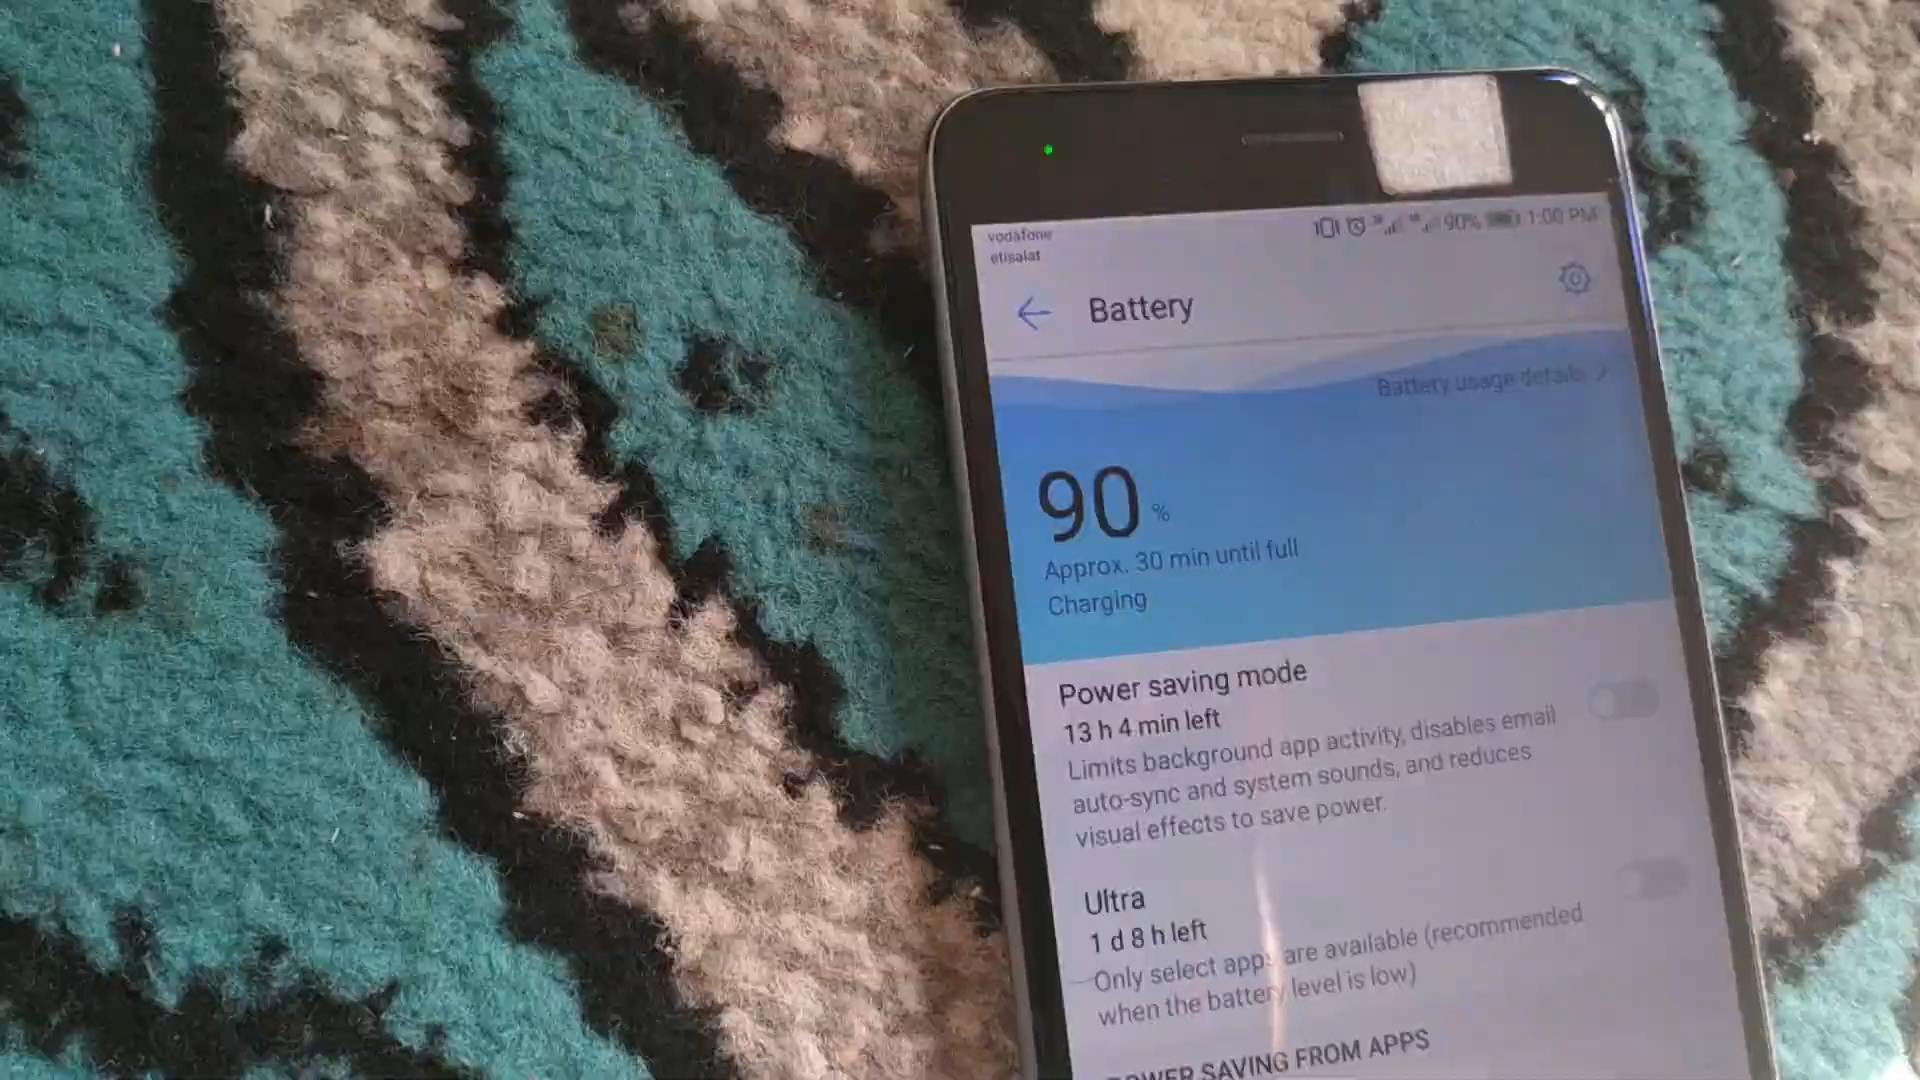 vodafone
etisalat
90% 1:00 PM
Battery
Battery usage details
90 %
Approx. 30 min until full
Charging
Power saving mode
13 h 4 min left
Limits background app activity, disables email
auto-sync and system sounds, and reduces
visual effects to save power.
Ultra
1 d 8 h left
Only select apps are available (recommended
when the battery level is low)
POWER SAVING FROM APPS